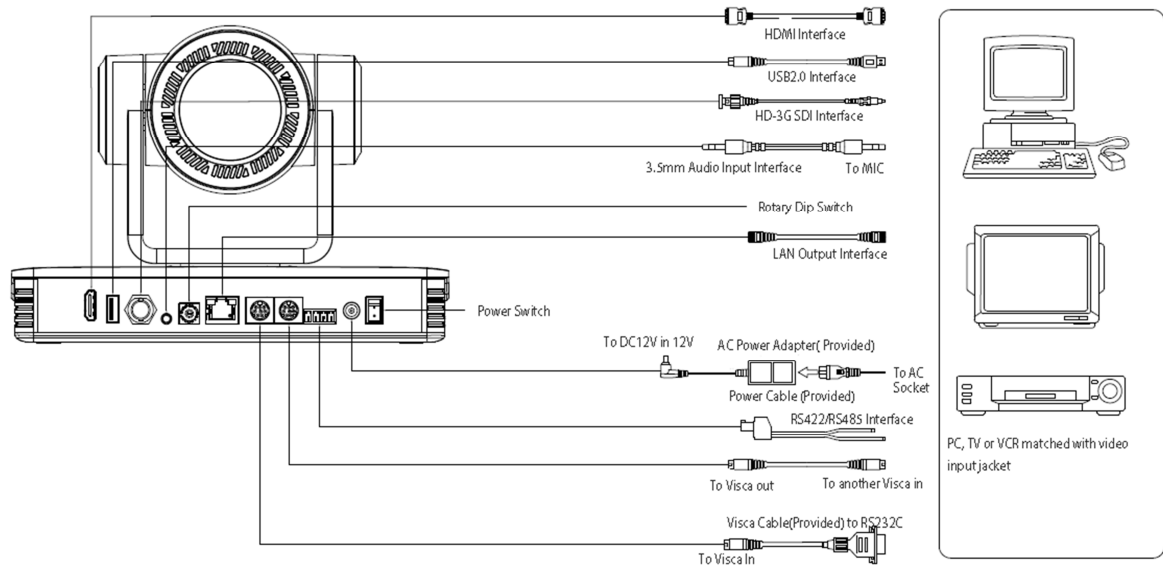 HDMI Interface
USB2.0 Interface
HD-3G SDI Interface
3.5mm Audio Input Interface
To MIC
Rotary Dip Switch
LAN Output Interface
Power Switch
To DC12V in 12V
AC Power Adapter( Provided)
To AC
Socket
Power Cable (Provided)
RS422/RS485 Interface
PC, TV or VCR matched with video
input jacket
To Visca out
To another Visca in
Visca Cable(Provided) to RS232C
To Visca In